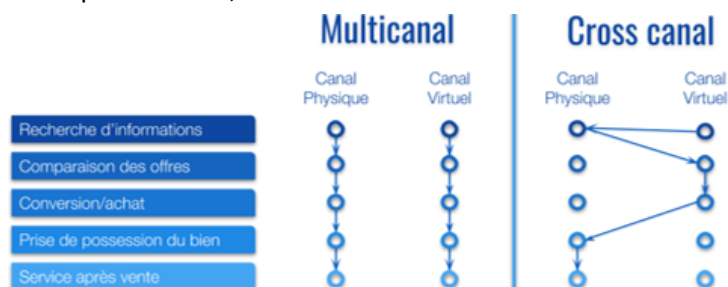 Multicanal
Cross canal
Canal
Physique
Canal
Virtuel
Canal
Physique
Canal
Virtuel
Recherche d'informations
Comparaison des offres
Conversion/achat
Prise de possession du bien
Service après vente